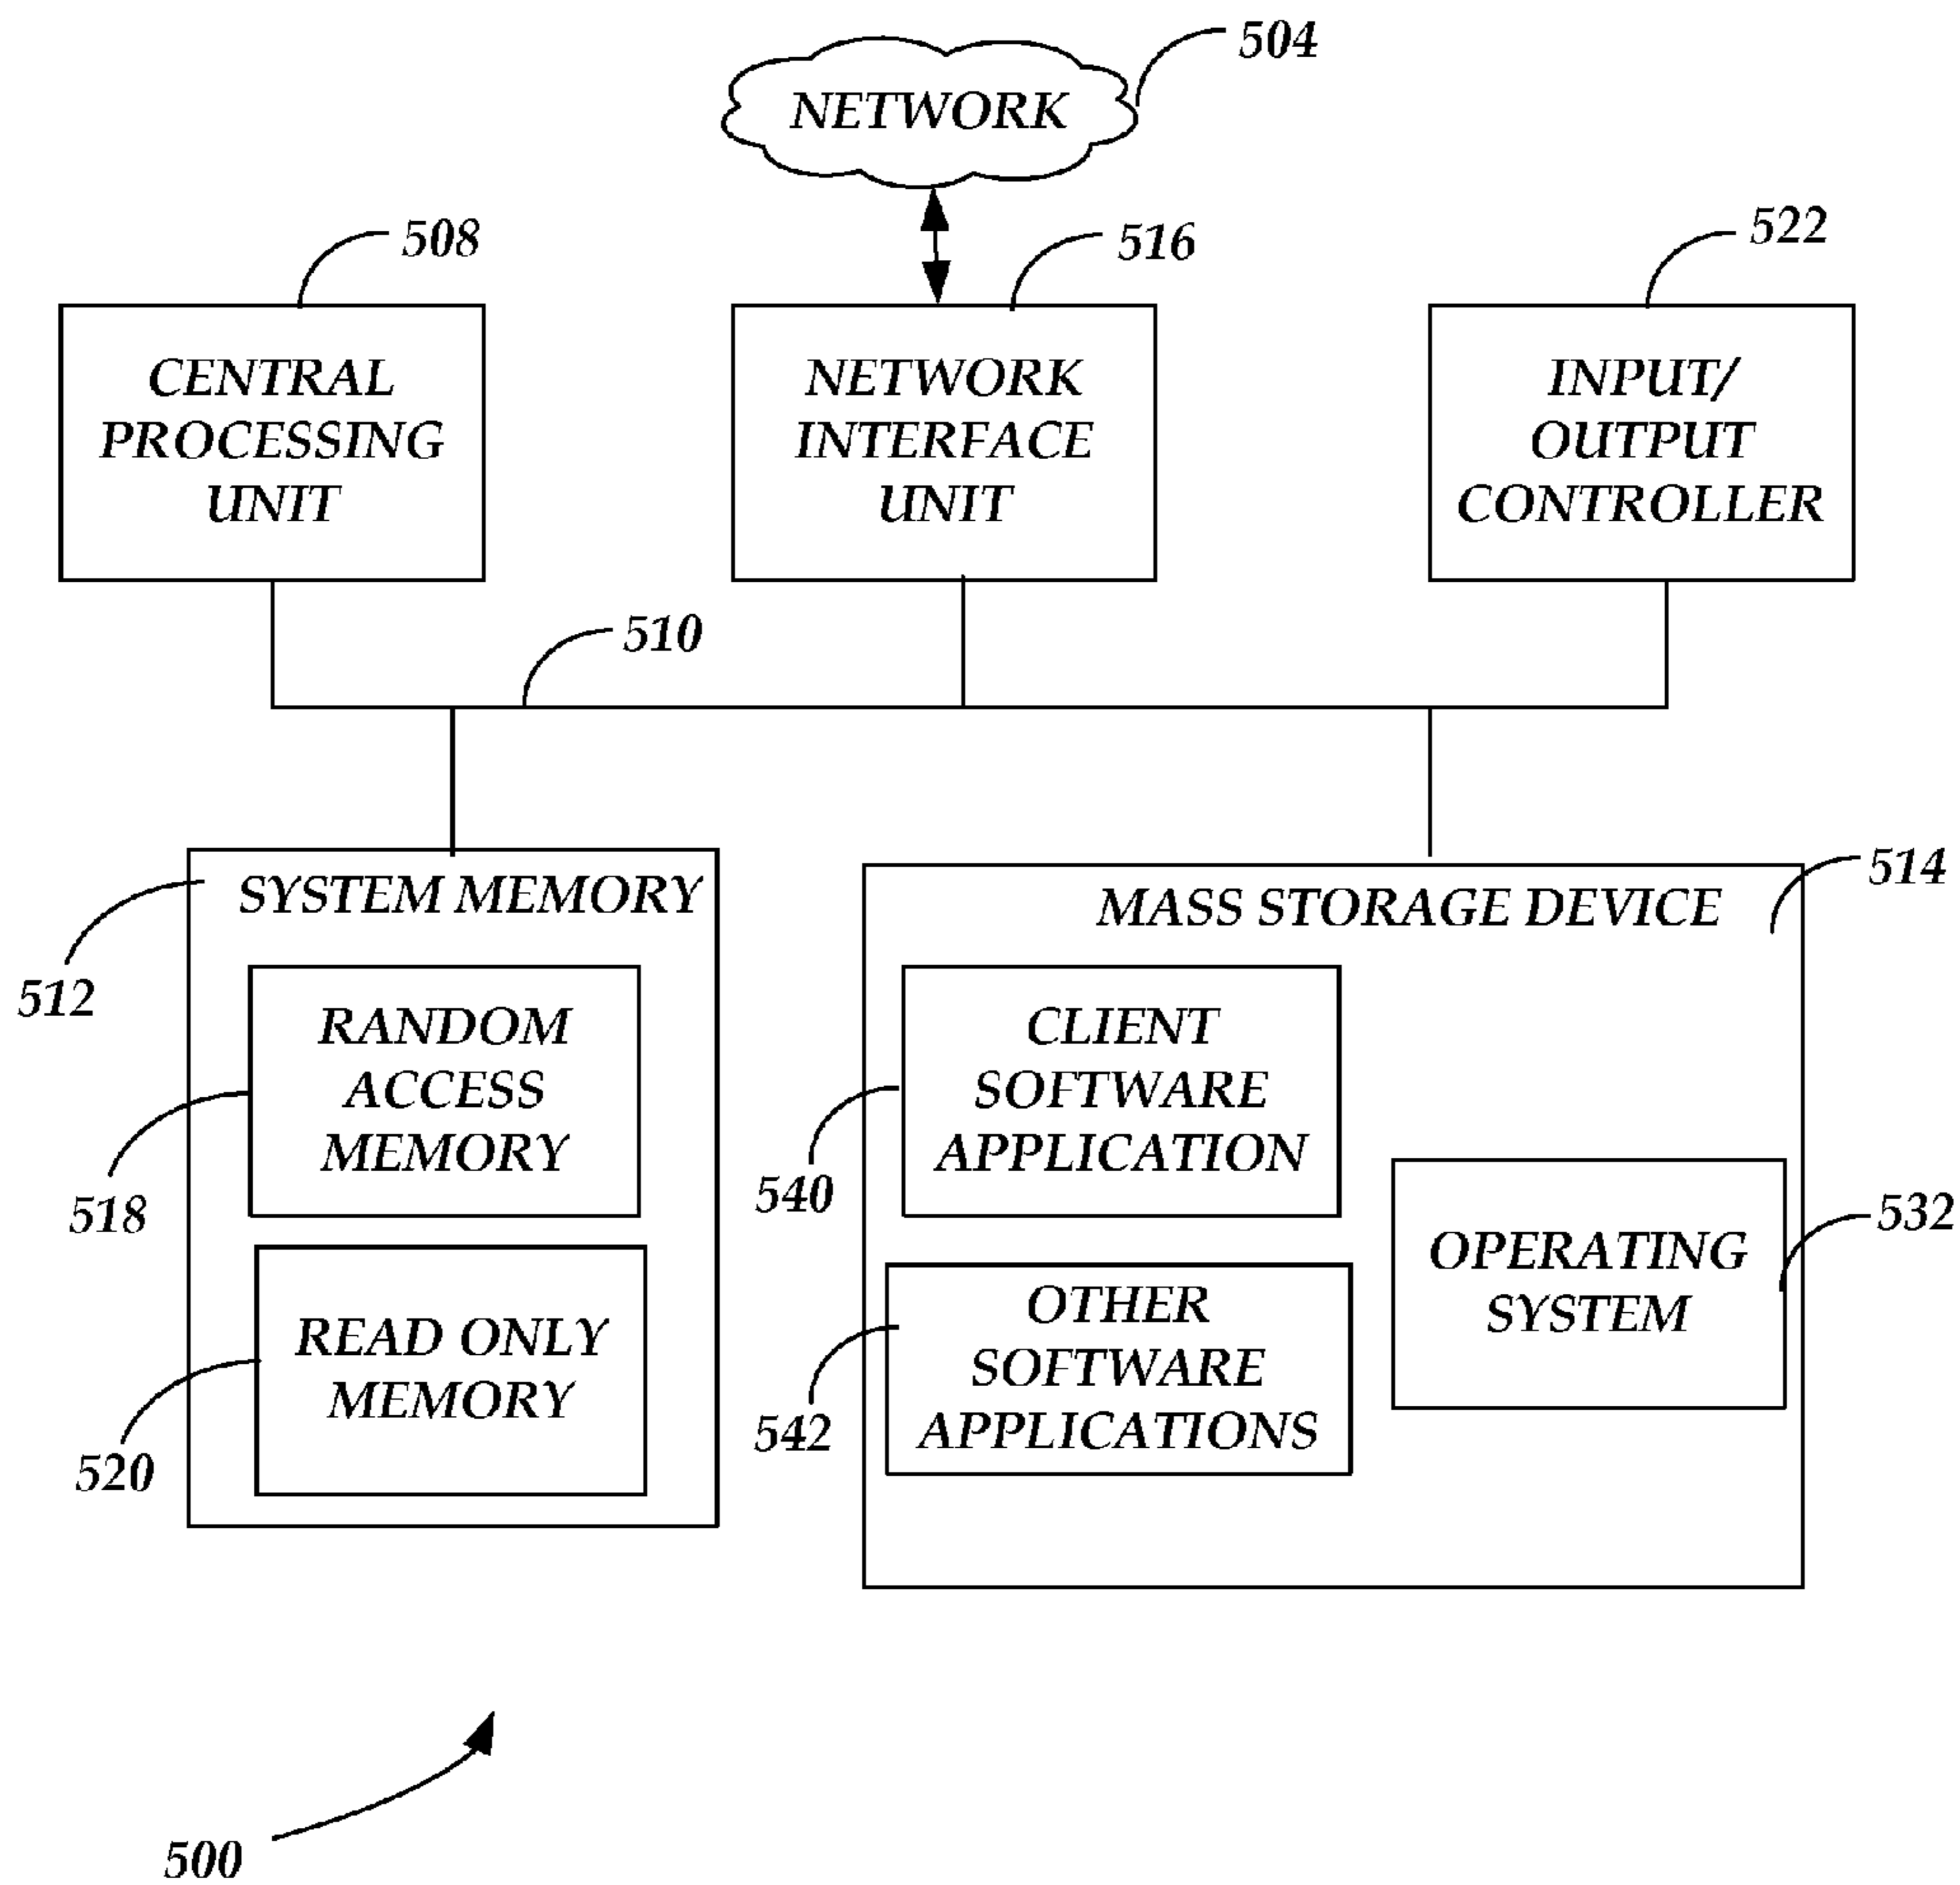 504
NETWORK
508
516
522
CENTRAL
PROCESSING
UNIT
NETWORK
INTERFACE
UNIT
INPUT/
OUTPUT
CONTROLLER
510
SYSTEM MEMORY
512
RANDOM
ACCESS
MEMORY
518
READ ONLY
MEMORY
520
MASS STORAGE DEVICE
514
CLIENT
SOFTWARE
APPLICATION
540
OPERATING
SYSTEM
532
OTHER
SOFTWARE
APPLICATIONS
542
500